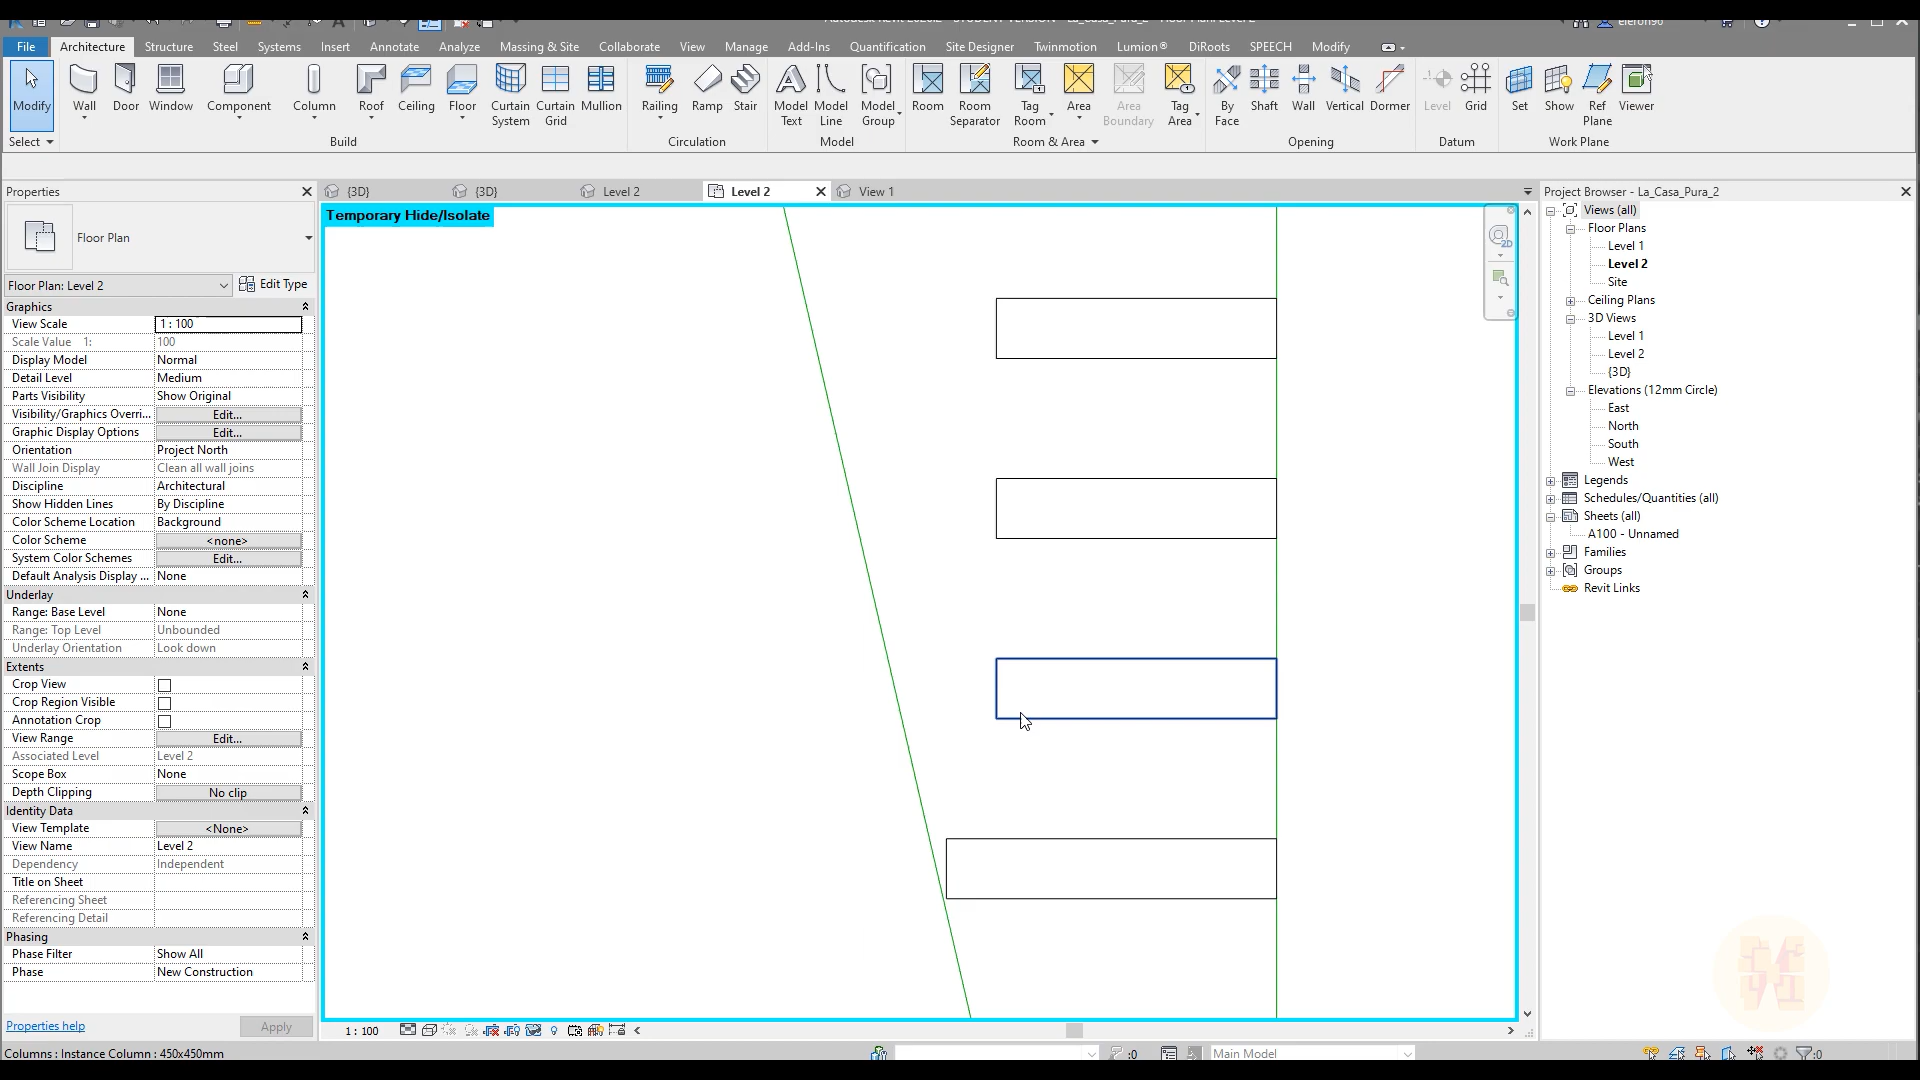 File Architecture Structure Steel Systems Insert Annotate Analyze Massing & Site Collaborate View Manage Add-Ins Quantification Site Designer Twinmotion Lumion® DiRoots SPEECH Modify
Modify Wall Door Window Component Column Roof Ceiling Floor Curtain System Curtain Grid Mullion Railing Ramp Stair Model Text Model Line Model Group Room Room Separator Tag Room Area Area Boundary Tag Area By Face Shaft Wall Vertical Dormer Level Grid Set Show Ref Plane Viewer
Select Build Circulation Model Room & Area Opening Datum Work Plane
Properties
{3D} {3D} Level 2 Level 2 View 1
Project Browser - La_Casa_Pura_2
Temporary Hide/Isolate
Floor Plan
Floor Plan: Level 2 Edit Type
Graphics
View Scale 1 : 100
Scale Value 1: 100
Display Model Normal
Detail Level Medium
Parts Visibility Show Original
Visibility/Graphics Overri... Edit...
Graphic Display Options Edit...
Orientation Project North
Wall Join Display Clean all wall joins
Discipline Architectural
Show Hidden Lines By Discipline
Color Scheme Location Background
Color Scheme <none>
System Color Schemes Edit...
Default Analysis Display ... None
Underlay
Range: Base Level None
Range: Top Level Unbounded
Underlay Orientation Look down
Extents
Crop View
Crop Region Visible
Annotation Crop
View Range Edit...
Associated Level Level 2
Scope Box None
Depth Clipping No clip
Identity Data
View Template <None>
View Name Level 2
Dependency Independent
Title on Sheet
Referencing Sheet
Referencing Detail
Phasing
Phase Filter Show All
Phase New Construction
Properties help Apply
2D
Views (all)
Floor Plans
Level 1
Level 2
Site
Ceiling Plans
3D Views
Level 1
Level 2
{3D}
Elevations (12mm Circle)
East
North
South
West
Legends
Schedules/Quantities (all)
Sheets (all)
A100 - Unnamed
Families
Groups
Revit Links
1 : 100
Columns : Instance Column : 450x450mm :0 Main Model :0